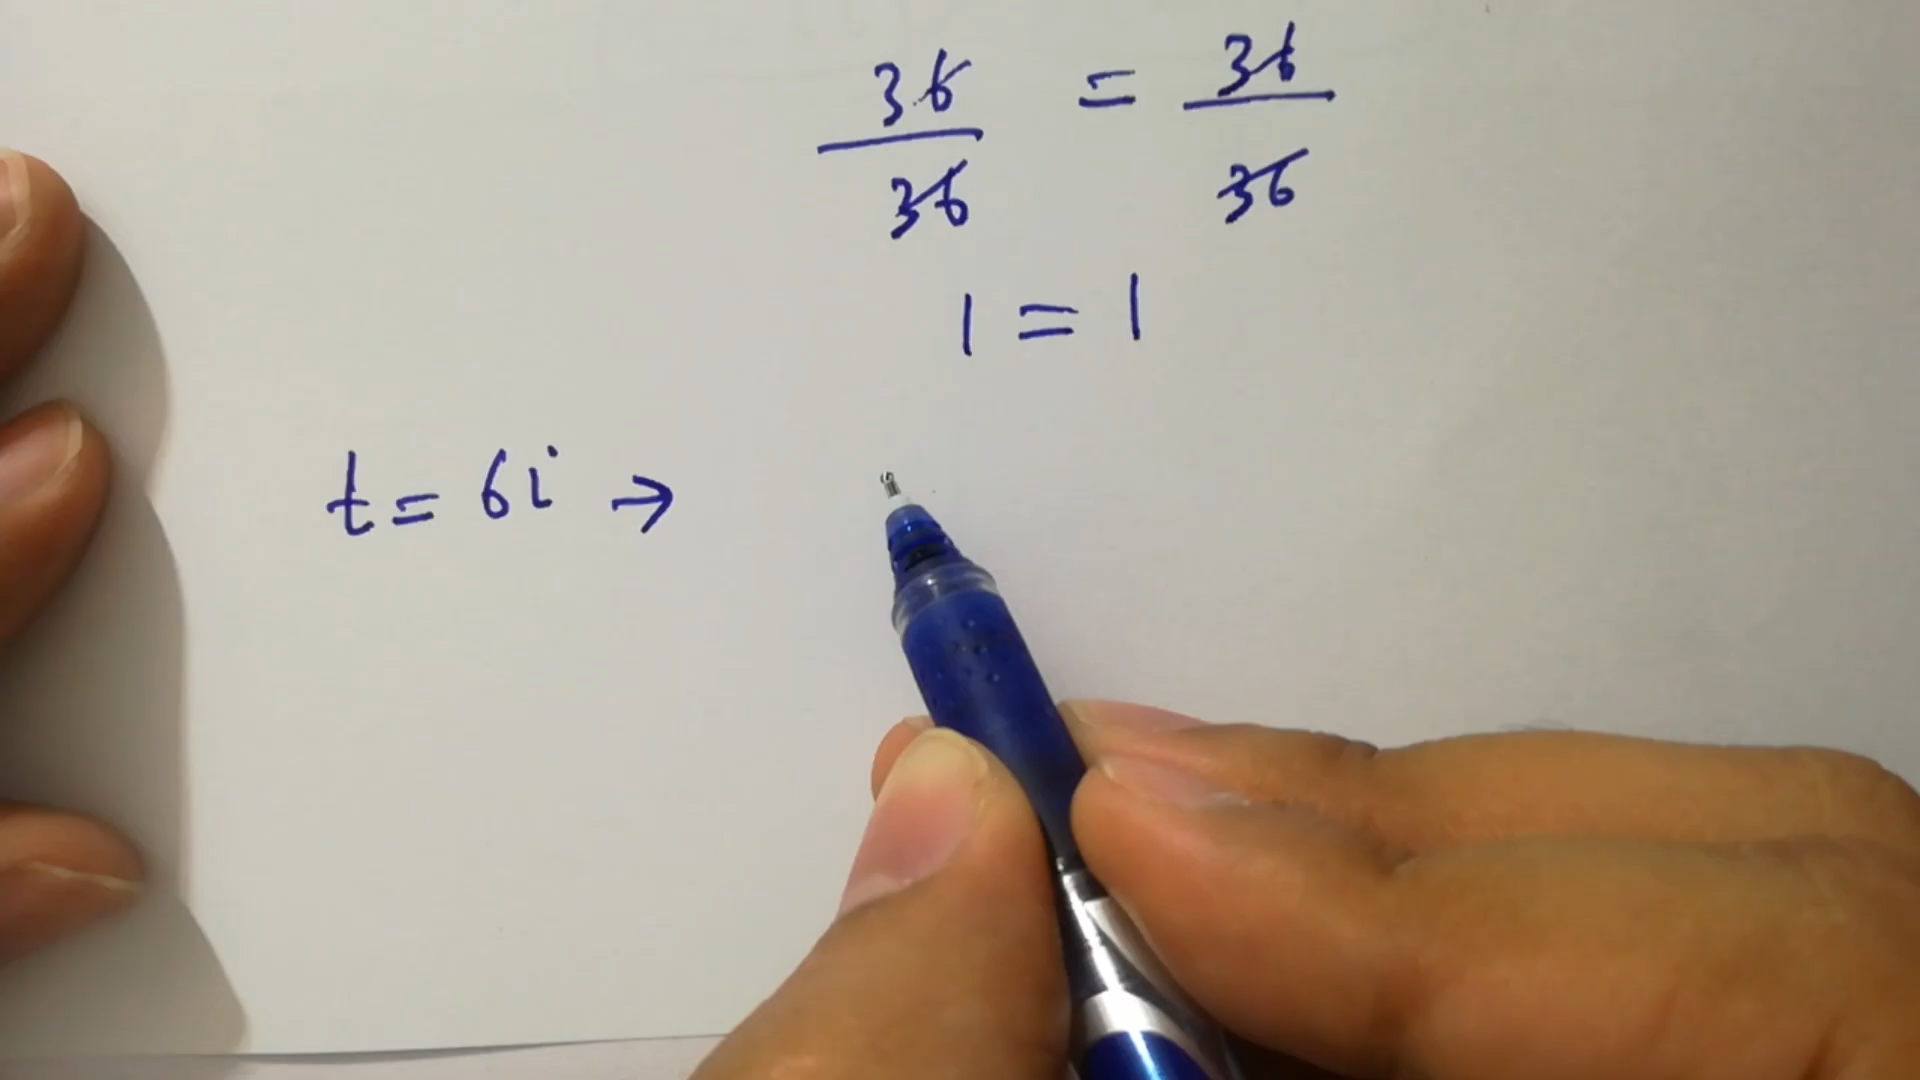 36/36 = 36/36
1 = 1
t = 6i →